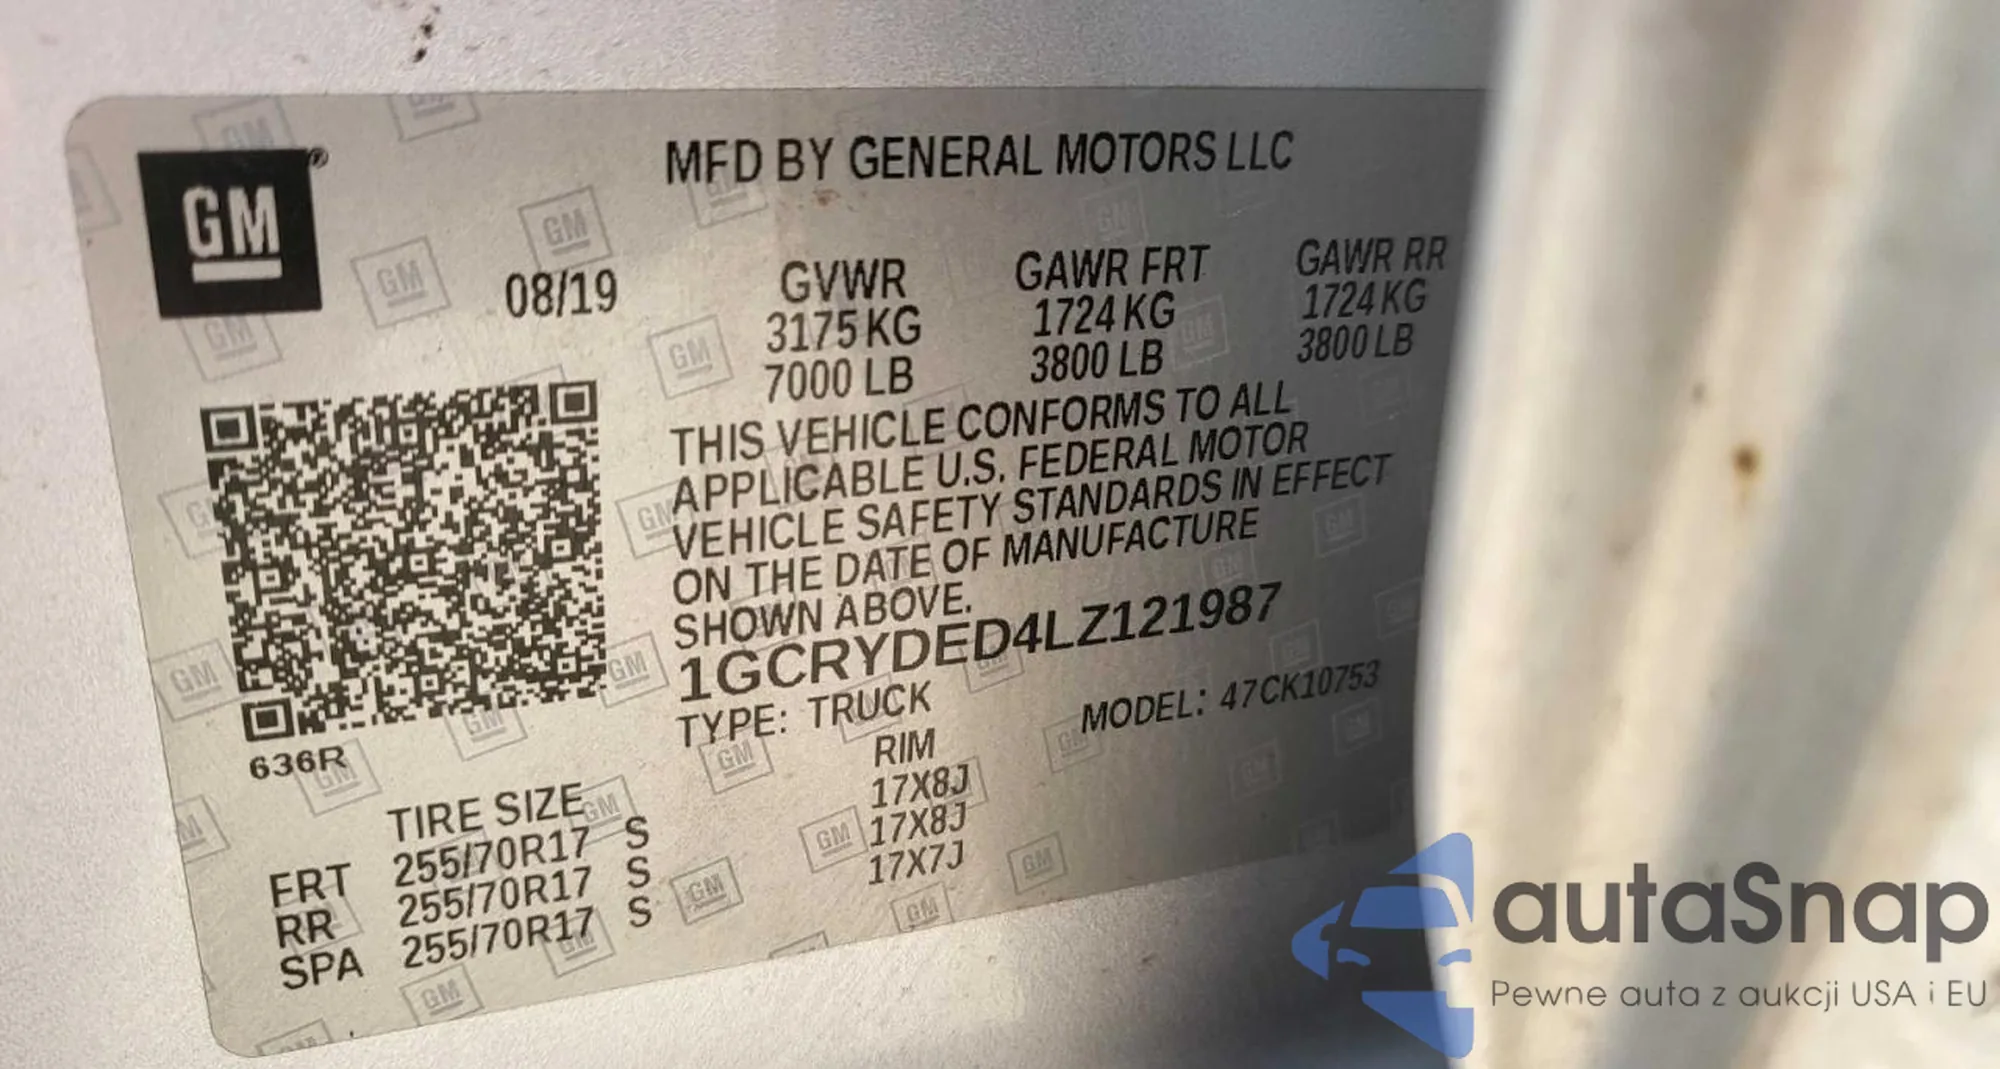 GM
MFD BY GENERAL MOTORS LLC
08/19
GVWR GAWR FRT GAWR RR
3175 KG 1724 KG 1724 KG
7000 LB 3800 LB 3800 LB
THIS VEHICLE CONFORMS TO ALL
APPLICABLE U.S. FEDERAL MOTOR
VEHICLE SAFETY STANDARDS IN EFFECT
ON THE DATE OF MANUFACTURE
SHOWN ABOVE.
1GCRYDED4LZ121987
TYPE: TRUCK MODEL: 47CK10753
636R
TIRE SIZE RIM
FRT 255/70R17 S 17X8J
RR 255/70R17 S 17X8J
SPA 255/70R17 S 17X7J
autaSnap
Pewne auta z aukcji USA i EU